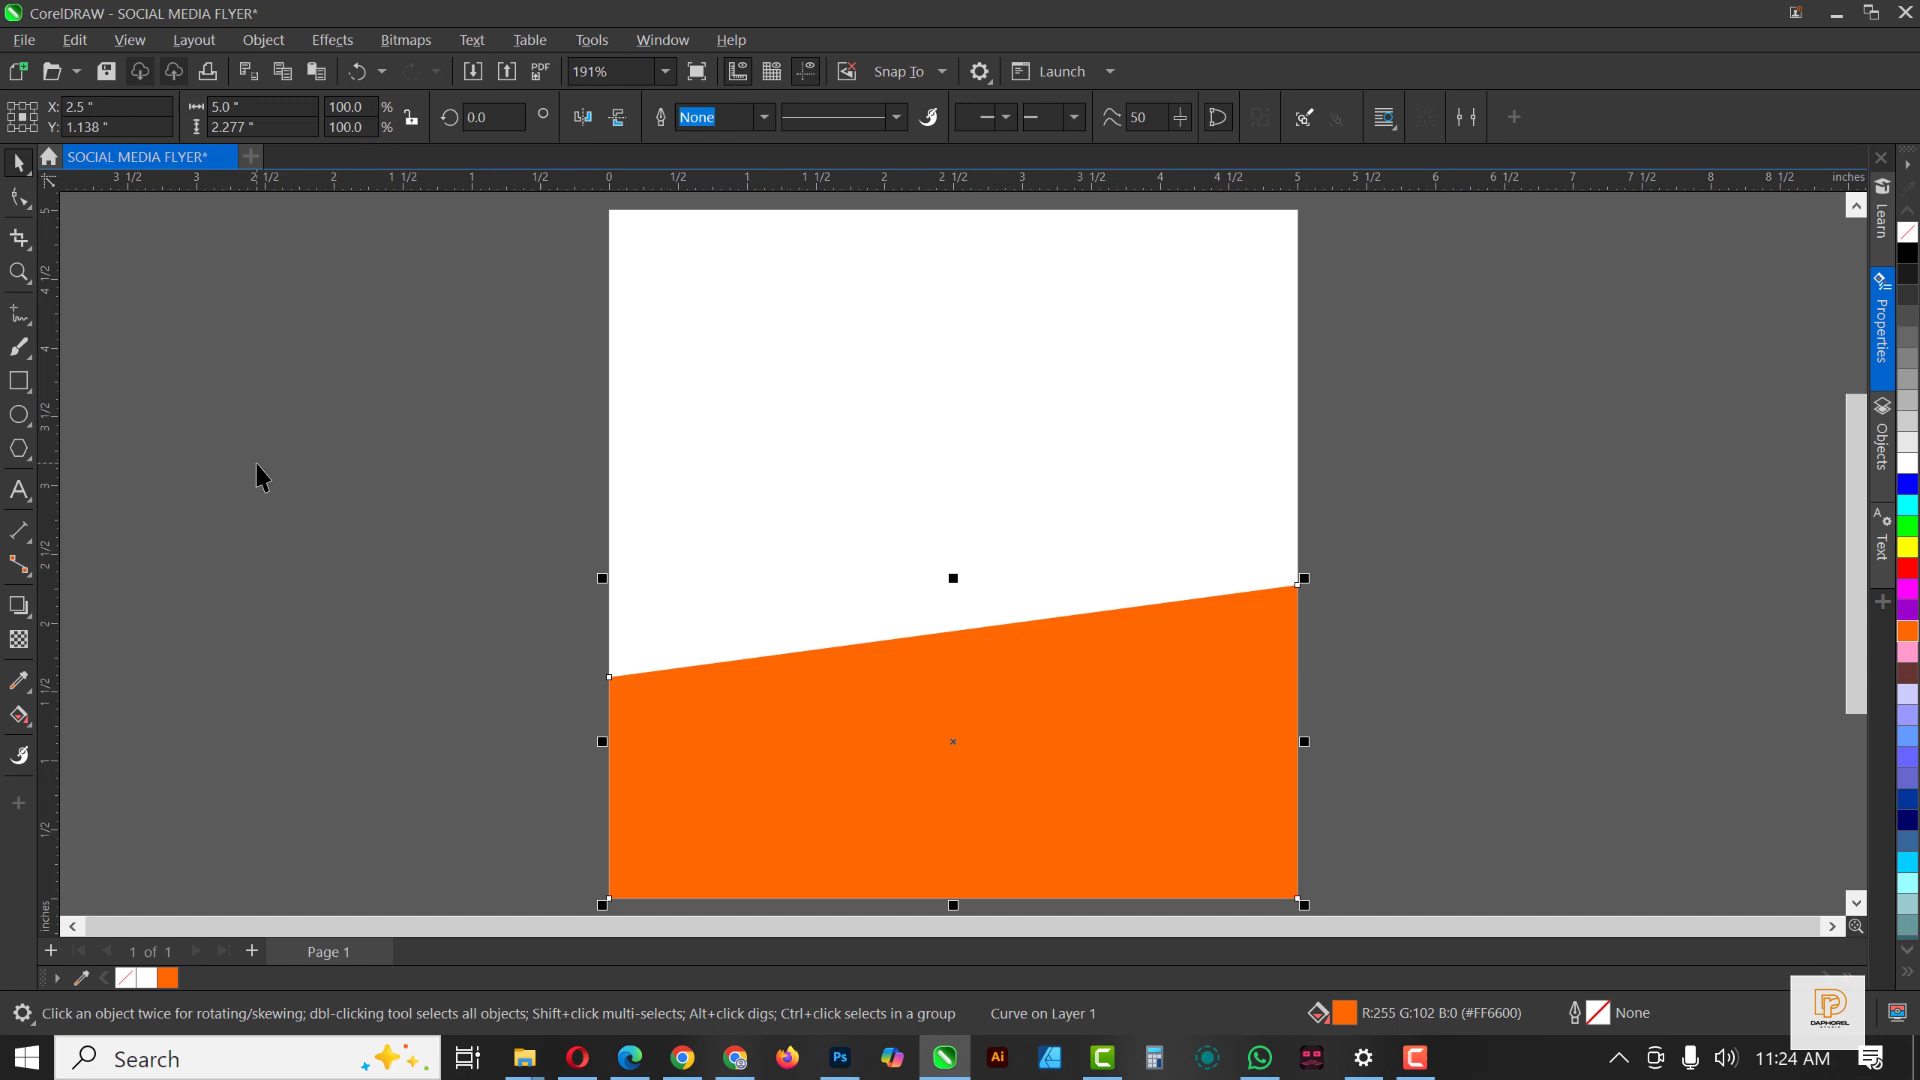 CorelDRAW - SOCIAL MEDIA FLYER*
File Edit View Layout Object Effects Bitmaps Text Table Tools Window Help
PDF 191% Snap To Launch
X: 2.5 " 5.0 " 100.0 % 0.0 None 50
Y: 1.138 " 2.277 " 100.0 %
SOCIAL MEDIA FLYER*
3 1/2 3 2 1/2 2 1 1/2 1 1/2 0 1/2 1 1 1/2 2 2 1/2 3 3 1/2 4 4 1/2 5 5 1/2 6 6 1/2 7 7 1/2 8 8 1/2 inches
5
4 1/2
4
3 1/2
3
2 1/2
2
1 1/2
1
1/2
inches
Learn
Properties
Objects
Text
1 of 1 Page 1
Click an object twice for rotating/skewing; dbl-clicking tool selects all objects; Shift+click multi-selects; Alt+click digs; Ctrl+click selects in a group Curve on Layer 1 R:255 G:102 B:0 (#FF6600) None
DAPHOREL
STUDIO
Search Ps Ai 11:24 AM